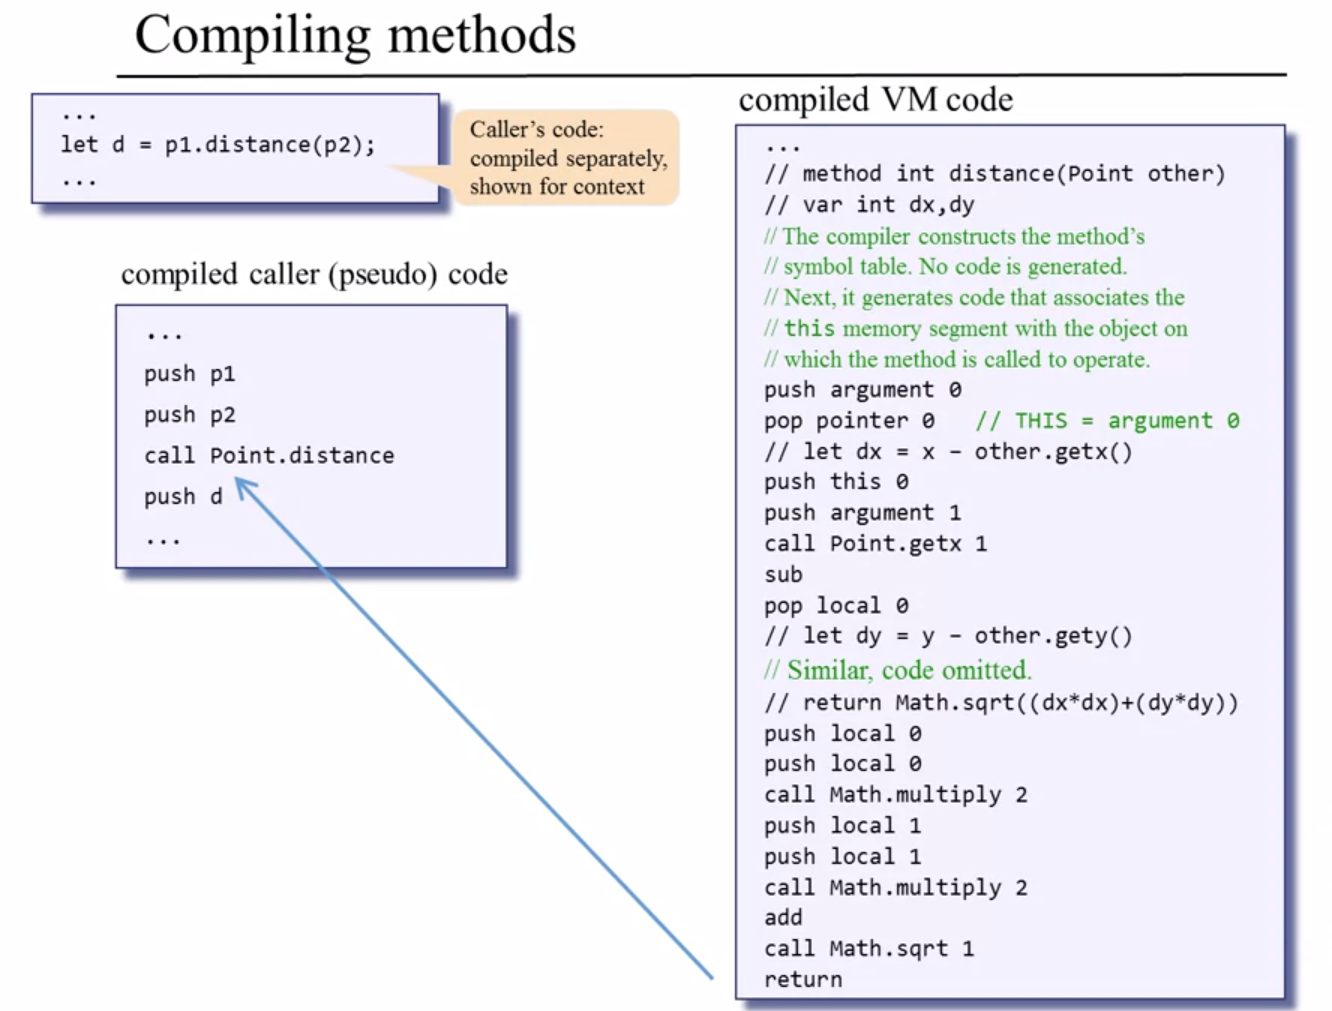 Compiling methods
...
let d = p1.distance(p2);
...
Caller's code:
compiled separately,
shown for context
compiled caller (pseudo) code
...
push p1
push p2
call Point.distance
push d
...
compiled VM code
...
// method int distance(Point other)
// var int dx,dy
// The compiler constructs the method's
// symbol table. No code is generated.
// Next, it generates code that associates the
// this memory segment with the object on
// which the method is called to operate.
push argument 0
pop pointer 0 // THIS = argument 0
// let dx = x – other.getx()
push this 0
push argument 1
call Point.getx 1
sub
pop local 0
// let dy = y – other.gety()
// Similar, code omitted.
// return Math.sqrt((dx*dx)+(dy*dy))
push local 0
push local 0
call Math.multiply 2
push local 1
push local 1
call Math.multiply 2
add
call Math.sqrt 1
return